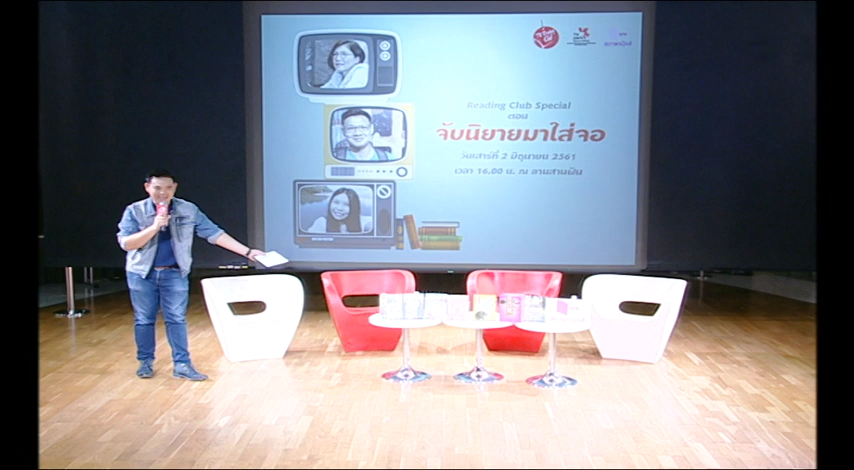 Reading Club Special
ตอน
จับนิยายมาใส่จอ
วันเสาร์ที่ 2 มิถุนายน 2561
เวลา 16.00 น. ณ ลานสานฝัน